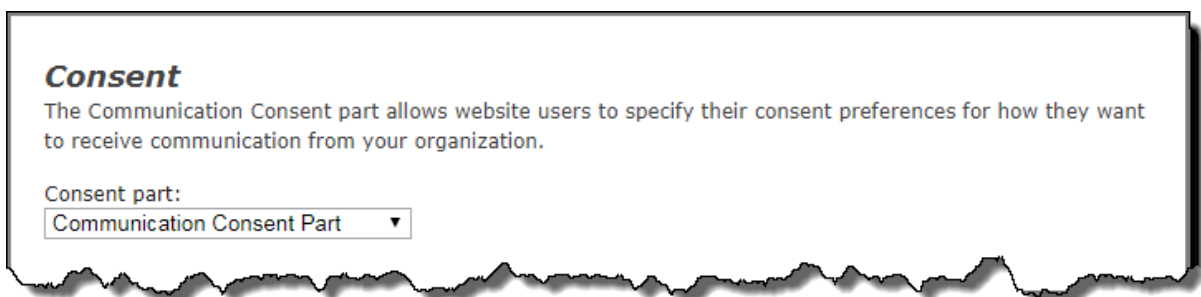 Consent
The Communication Consent part allows website users to specify their consent preferences for how they want
to receive communication from your organization.
Consent part:
Communication Consent Part